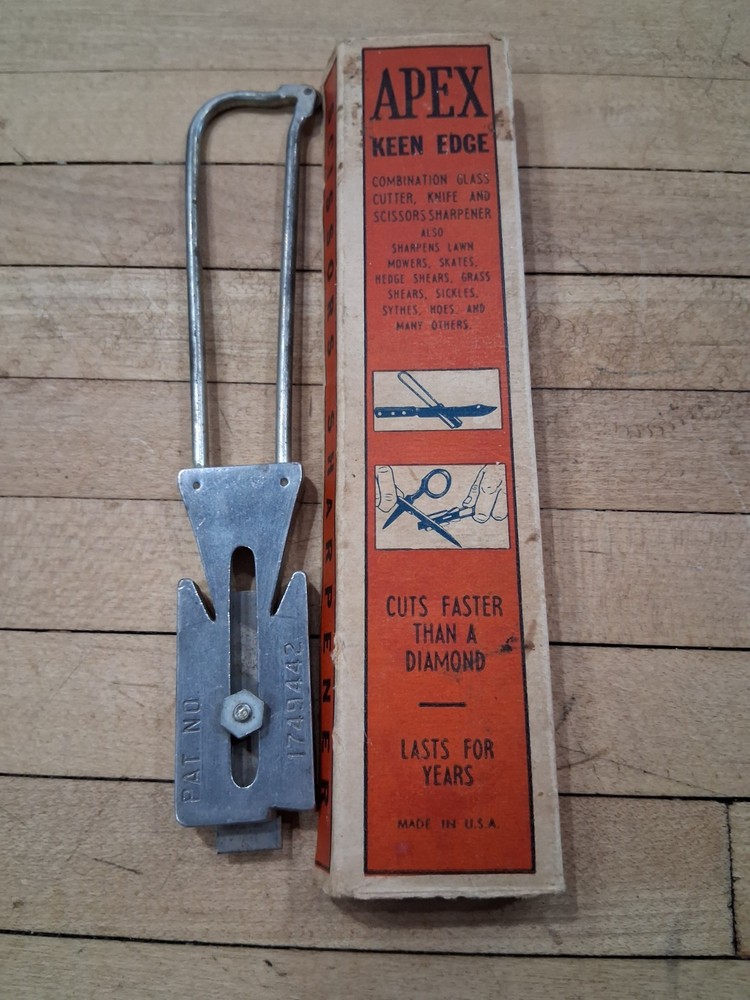 APEX
KEEN EDGE
COMBINATION GLASS
CUTTER, KNIFE AND
SCISSORS SHARPENER
ALSO
SHARPENS LAWN
MOWERS, SKATES,
HEDGE SHEARS, GRASS
SHEARS, SICKLES,
SYTHES, HOES, AND
MANY OTHERS.
CUTS FASTER
THAN A
DIAMOND
LASTS FOR
YEARS
MADE IN U.S.A.
SCISSORS SHARPENER
PAT. NO
1749442